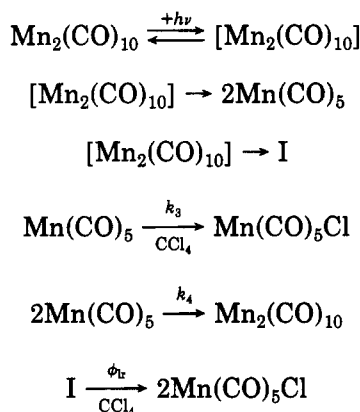 Mn₂(CO)₁₀ ⇌ +hν [Mn₂(CO)₁₀]
[Mn₂(CO)₁₀] → 2Mn(CO)₅
[Mn₂(CO)₁₀] → I
Mn(CO)₅ → k₃ CCl₄ Mn(CO)₅Cl
2Mn(CO)₅ → k₄ Mn₂(CO)₁₀
I → ϕₗᵣ CCl₄ 2Mn(CO)₅Cl